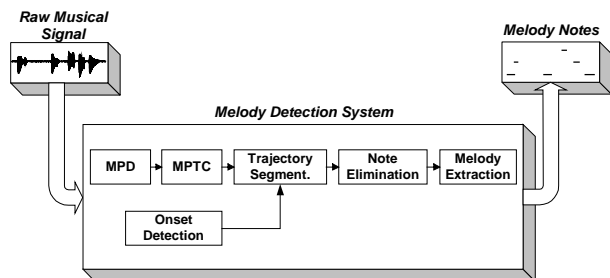 Raw Musical
Signal
Melody Notes
Melody Detection System
MPD
MPTC
Trajectory
Segment.
Note
Elimination
Melody
Extraction
Onset
Detection